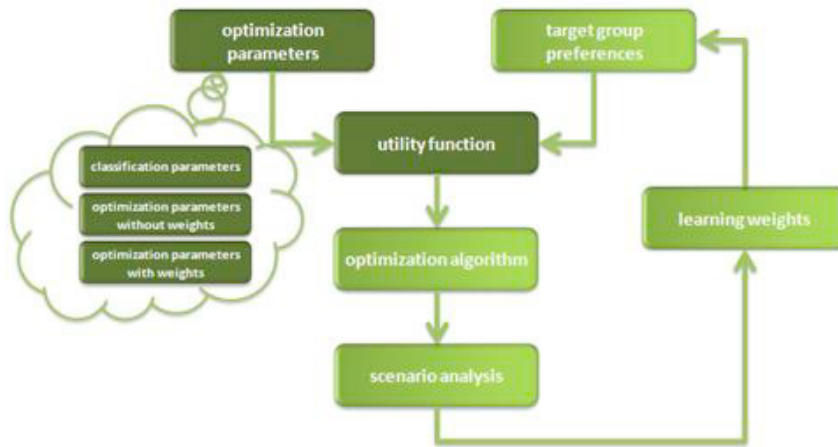 optimization
parameters
target group
preferences
utility function
classification parameters
optimization parameters
without weights
optimization parameters
with weights
learning weights
optimization algorithm
scenario analysis